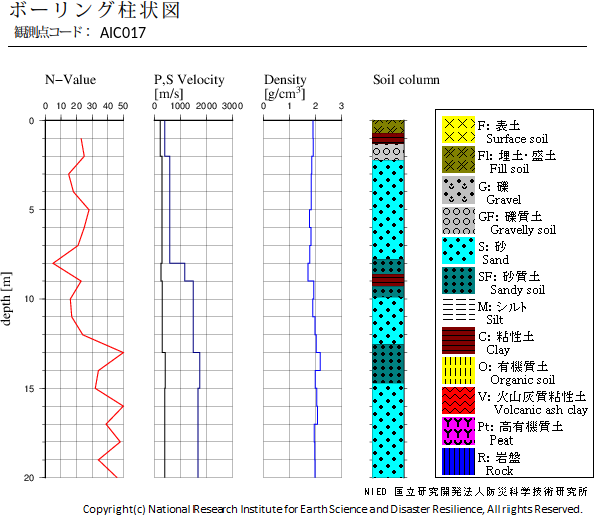 ボーリング柱状図
観測点コード： AIC017
N-Value P,S Velocity Density Soil column
[m/s] [g/cm3]
0 10 20 30 40 50 0 1000 2000 3000 0 1 2 3
0
5
10
15
20
depth [m]
F: 表土
Surface soil
Fl: 埋土・盛土
Fill soil
G: 礫
Gravel
GF: 礫質土
Gravelly soil
S: 砂
Sand
SF: 砂質土
Sandy soil
M: シルト
Silt
C: 粘性土
Clay
O: 有機質土
Organic soil
V: 火山灰質粘性土
Volcanic ash clay
Pt: 高有機質土
Peat
R: 岩盤
Rock
NIED 国立研究開発法人防災科学技術研究所
Copyright(c) National Research Institute for Earth Science and Disaster Resilience, All rights Reserved.